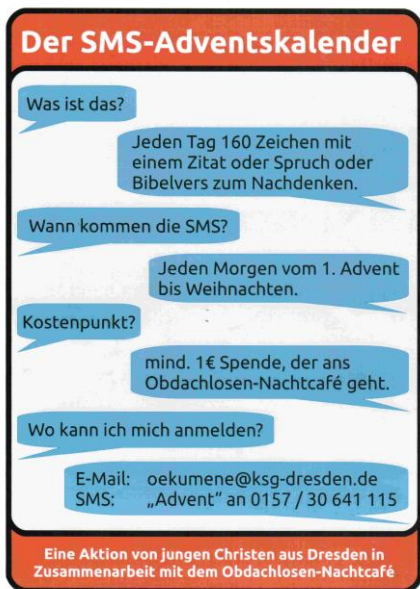 Der SMS-Adventskalender
Was ist das?
Jeden Tag 160 Zeichen mit
einem Zitat oder Spruch oder
Bibelvers zum Nachdenken.
Wann kommen die SMS?
Jeden Morgen vom 1. Advent
bis Weihnachten.
Kostenpunkt?
mind. 1€ Spende, der ans
Obdachlosen-Nachtcafé geht.
Wo kann ich mich anmelden?
E-Mail: oekumene@ksg-dresden.de
SMS: „Advent" an 0157 / 30 641 115
Eine Aktion von jungen Christen aus Dresden in
Zusammenarbeit mit dem Obdachlosen-Nachtcafé